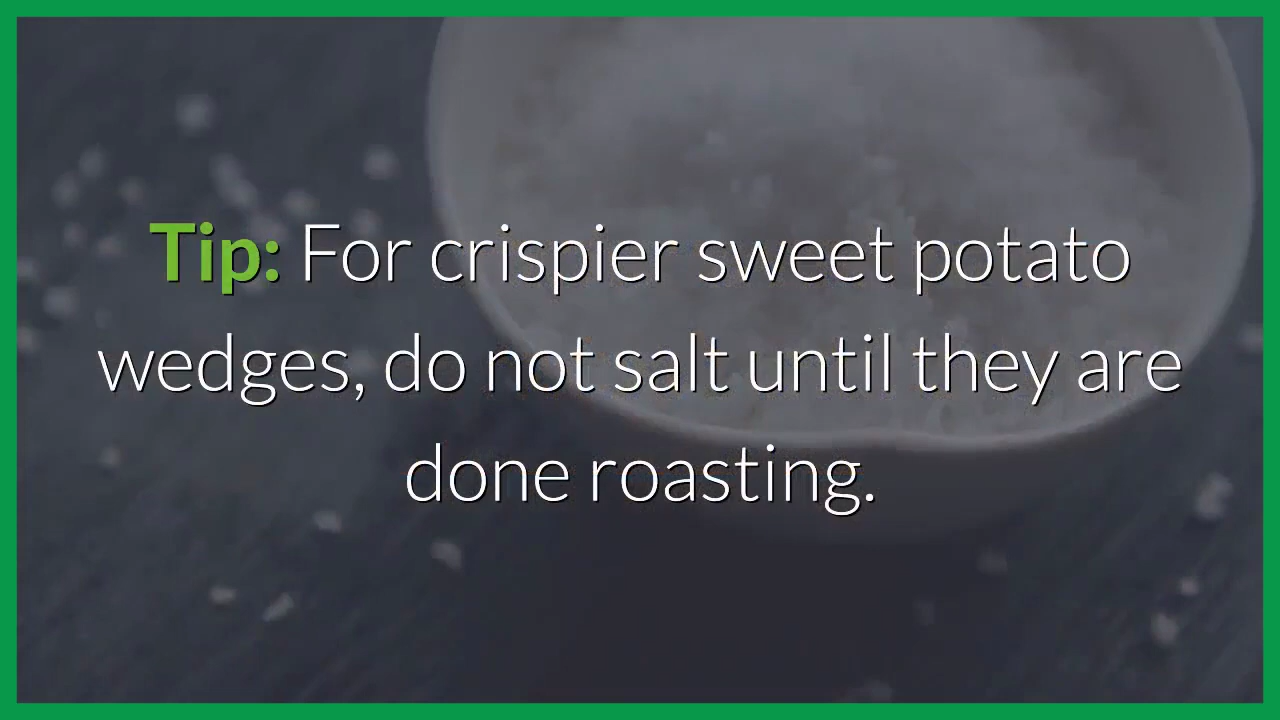 Tip: For crispier sweet potato
wedges, do not salt until they are
done roasting.